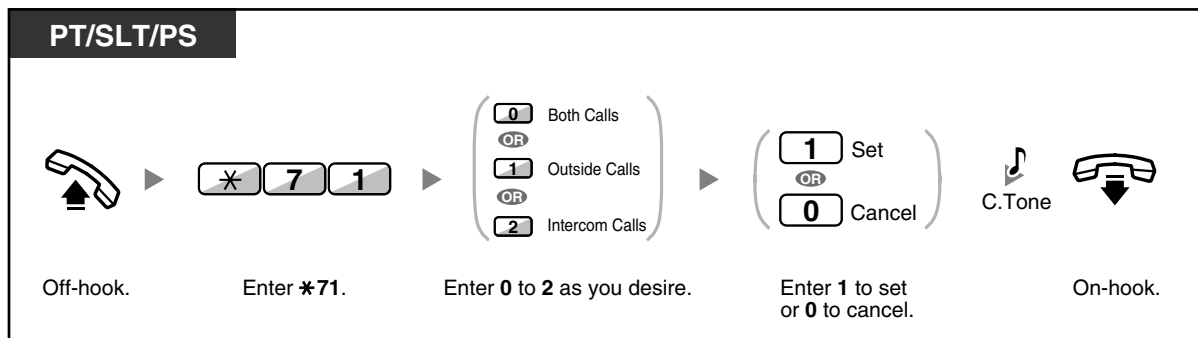 PT/SLT/PS
0 Both Calls
OR
1 Outside Calls
OR
2 Intercom Calls
* 7 1
1 Set
OR
0 Cancel
C.Tone
Off-hook.
Enter *71.
Enter 0 to 2 as you desire.
Enter 1 to set
or 0 to cancel.
On-hook.